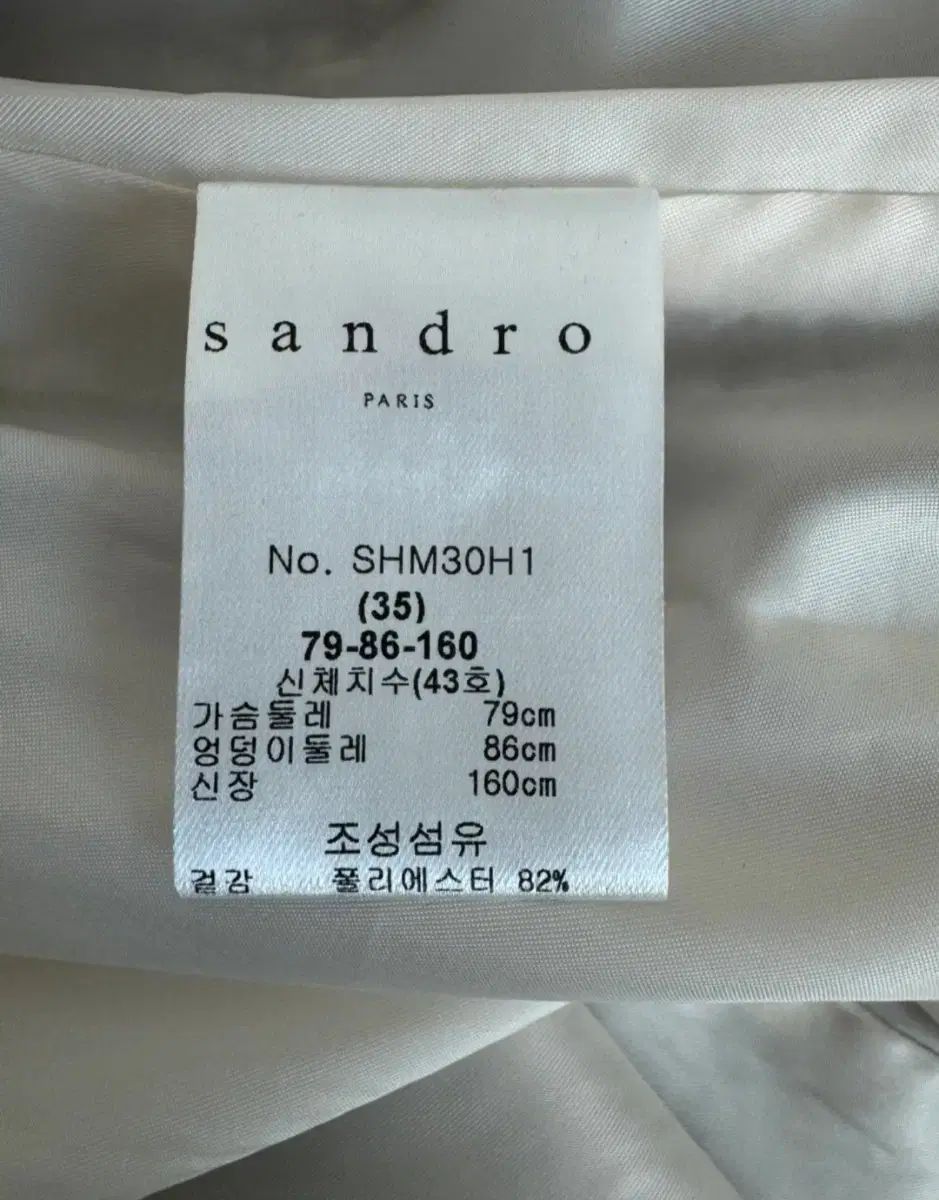 sandro
PARIS
No. SHM30H1
(35)
79-86-160
신체치수(43호)
가슴둘레 79cm
엉덩이둘레 86cm
신장 160cm
조성섬유
겉감 폴리에스터 82%